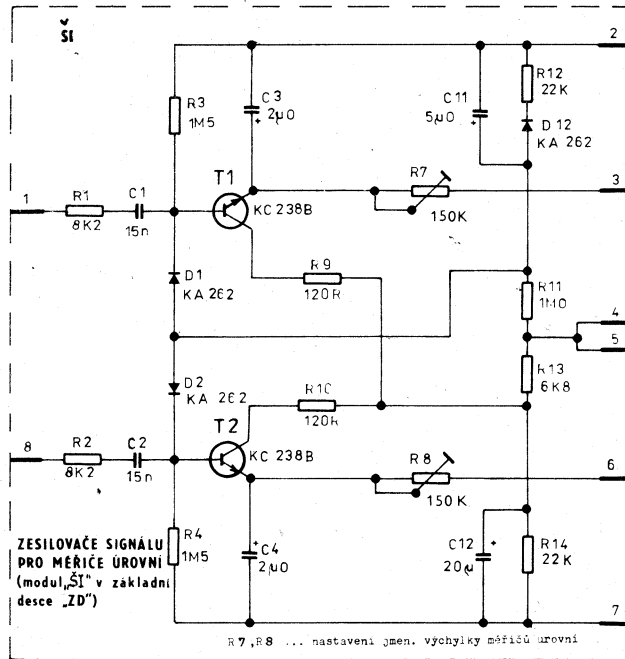 ŠI
2
R3
1M5
C3
2µ0
C11
5µ0
R12
22K
D12
KA 262
1
R1
8K2
C1
15n
T1
KC 238B
R7
150K
3
D1
KA 262
R9
120R
R11
1M0
4
5
D2
KA 262
R10
120R
R13
6K8
8
R2
8K2
C2
15n
T2
KC 238B
R8
150K
6
R4
1M5
C4
2µ0
C12
20µ
R14
22K
ZESILOVAČE SIGNÁLU
PRO MĚŘIČE ÚROVNÍ
(modul „ŠI" v základní
desce „ZD")
7
R7,R8 ... nastavení jmen. výchylky měřičů úrovní